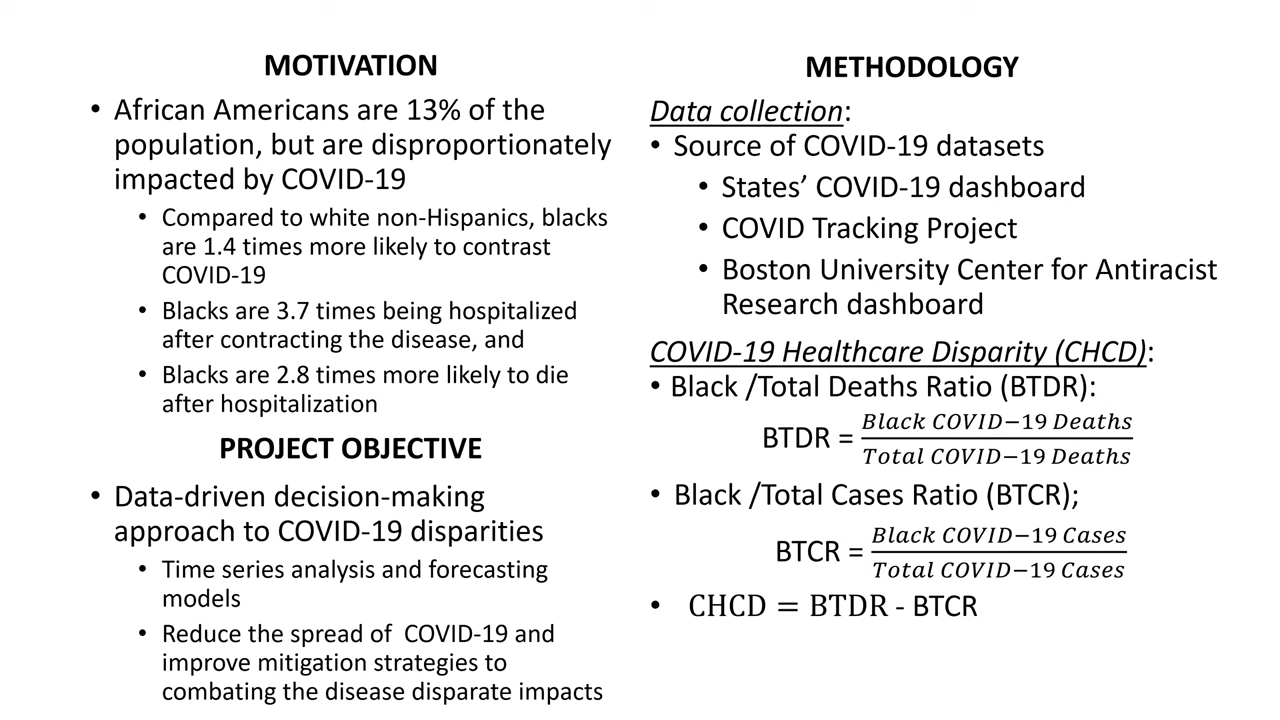 MOTIVATION
• African Americans are 13% of the
population, but are disproportionately
impacted by COVID-19
• Compared to white non-Hispanics, blacks
are 1.4 times more likely to contrast
COVID-19
• Blacks are 3.7 times being hospitalized
after contracting the disease, and
• Blacks are 2.8 times more likely to die
after hospitalization
PROJECT OBJECTIVE
• Data-driven decision-making
approach to COVID-19 disparities
• Time series analysis and forecasting
models
• Reduce the spread of  COVID-19 and
improve mitigation strategies to
combating the disease disparate impacts
METHODOLOGY
Data collection:
• Source of COVID-19 datasets
• States’ COVID-19 dashboard
• COVID Tracking Project
• Boston University Center for Antiracist
Research dashboard
COVID-19 Healthcare Disparity (CHCD):
• Black /Total Deaths Ratio (BTDR):
BTDR = Black COVID−19 Deaths
Total COVID−19 Deaths
• Black /Total Cases Ratio (BTCR);
BTCR = Black COVID−19 Cases
Total COVID−19 Cases
• CHCD = BTDR - BTCR